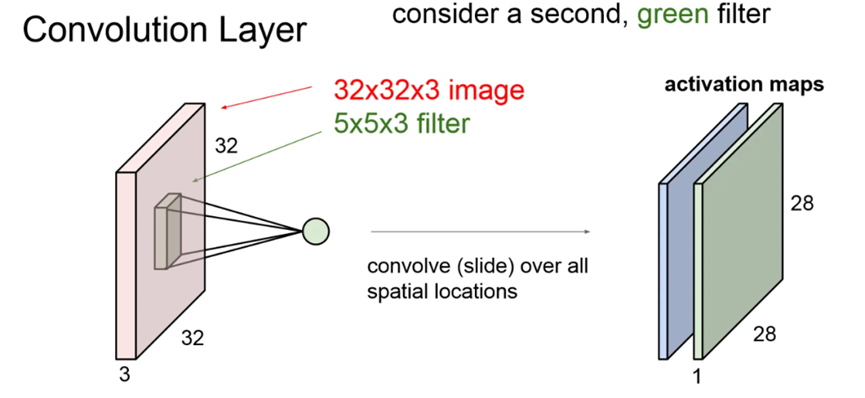 consider a second, green filter
Convolution Layer
32x32x3 image
5x5x3 filter
32
32
3
convolve (slide) over all
spatial locations
activation maps
28
28
1